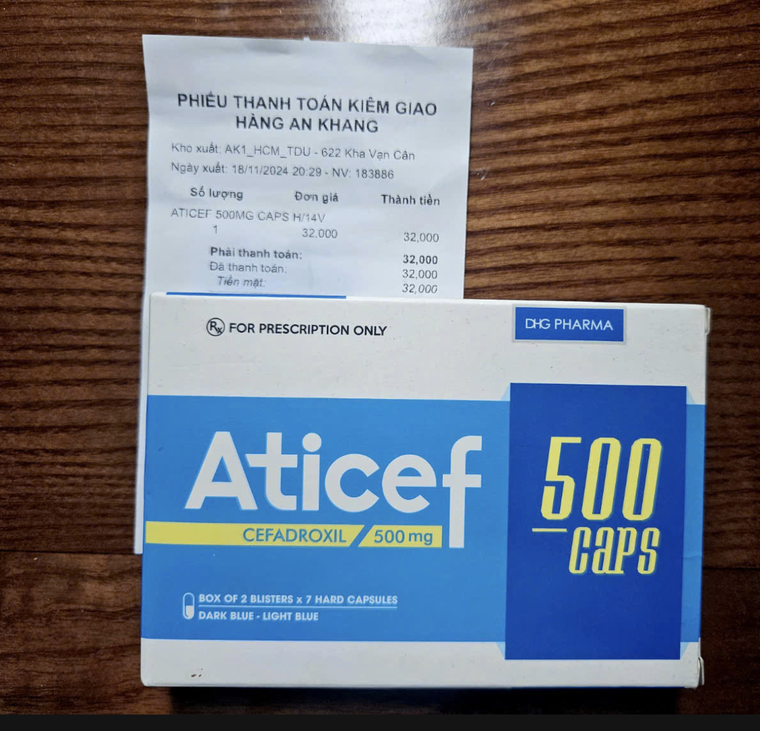 PHIẾU THANH TOÁN KIÊM GIAO
HÀNG AN KHANG
Kho xuất: AK1_HCM_TDU - 622 Kha Vạn Cân
Ngày xuất: 18/11/2024 20:29 - NV: 183886
Số lượng Đơn giá Thành tiền
ATICEF 500MG CAPS H/14V
1 32,000 32,000
Phải thanh toán: 32,000
Đã thanh toán: 32,000
Tiền mặt: 32,000
Rx FOR PRESCRIPTION ONLY
DHG PHARMA
Aticef
CEFADROXIL / 500 mg
500
caps
BOX OF 2 BLISTERS x 7 HARD CAPSULES
DARK BLUE - LIGHT BLUE